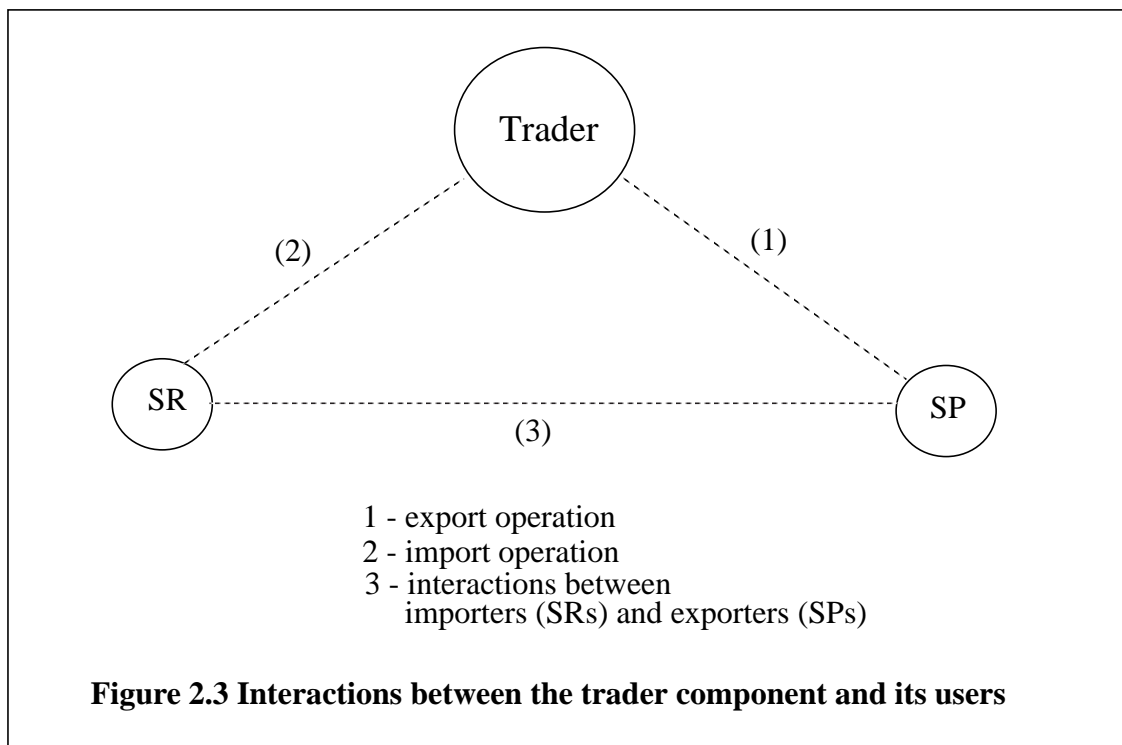 Trader
(2)
(1)
SR
SP
(3)
1 - export operation
2 - import operation
3 - interactions between
importers (SRs) and exporters (SPs)
Figure 2.3 Interactions between the trader component and its users